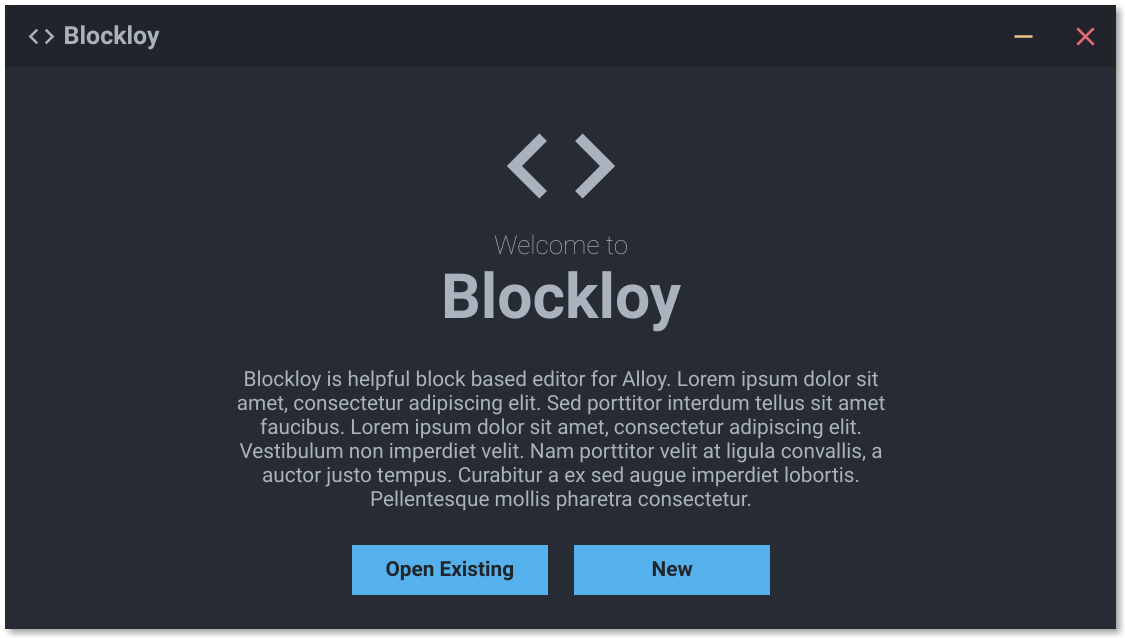 Blockloy
Welcome to
Blockloy
Blockloy is helpful block based editor for Alloy. Lorem ipsum dolor sit
amet, consectetur adipiscing elit. Sed porttitor interdum tellus sit amet
faucibus. Lorem ipsum dolor sit amet, consectetur adipiscing elit.
Vestibulum non imperdiet velit. Nam porttitor velit at ligula convallis, a
auctor justo tempus. Curabitur a ex sed augue imperdiet lobortis.
Pellentesque mollis pharetra consectetur.
Open Existing
New